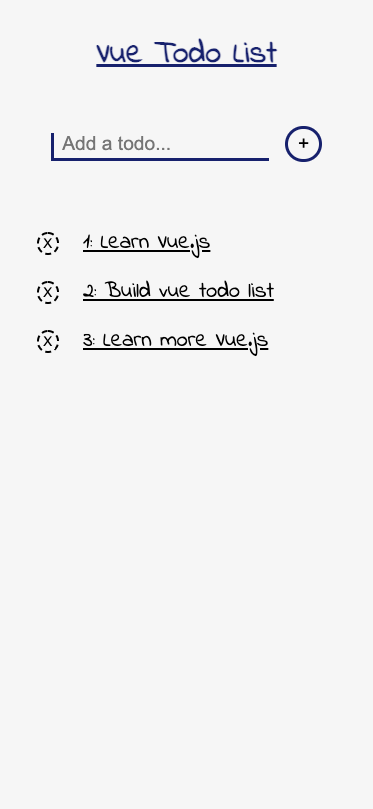 Vue Todo List
Add a todo...
+
x 1: Learn Vue.js
x 2: Build vue todo list
x 3: Learn more Vue.js